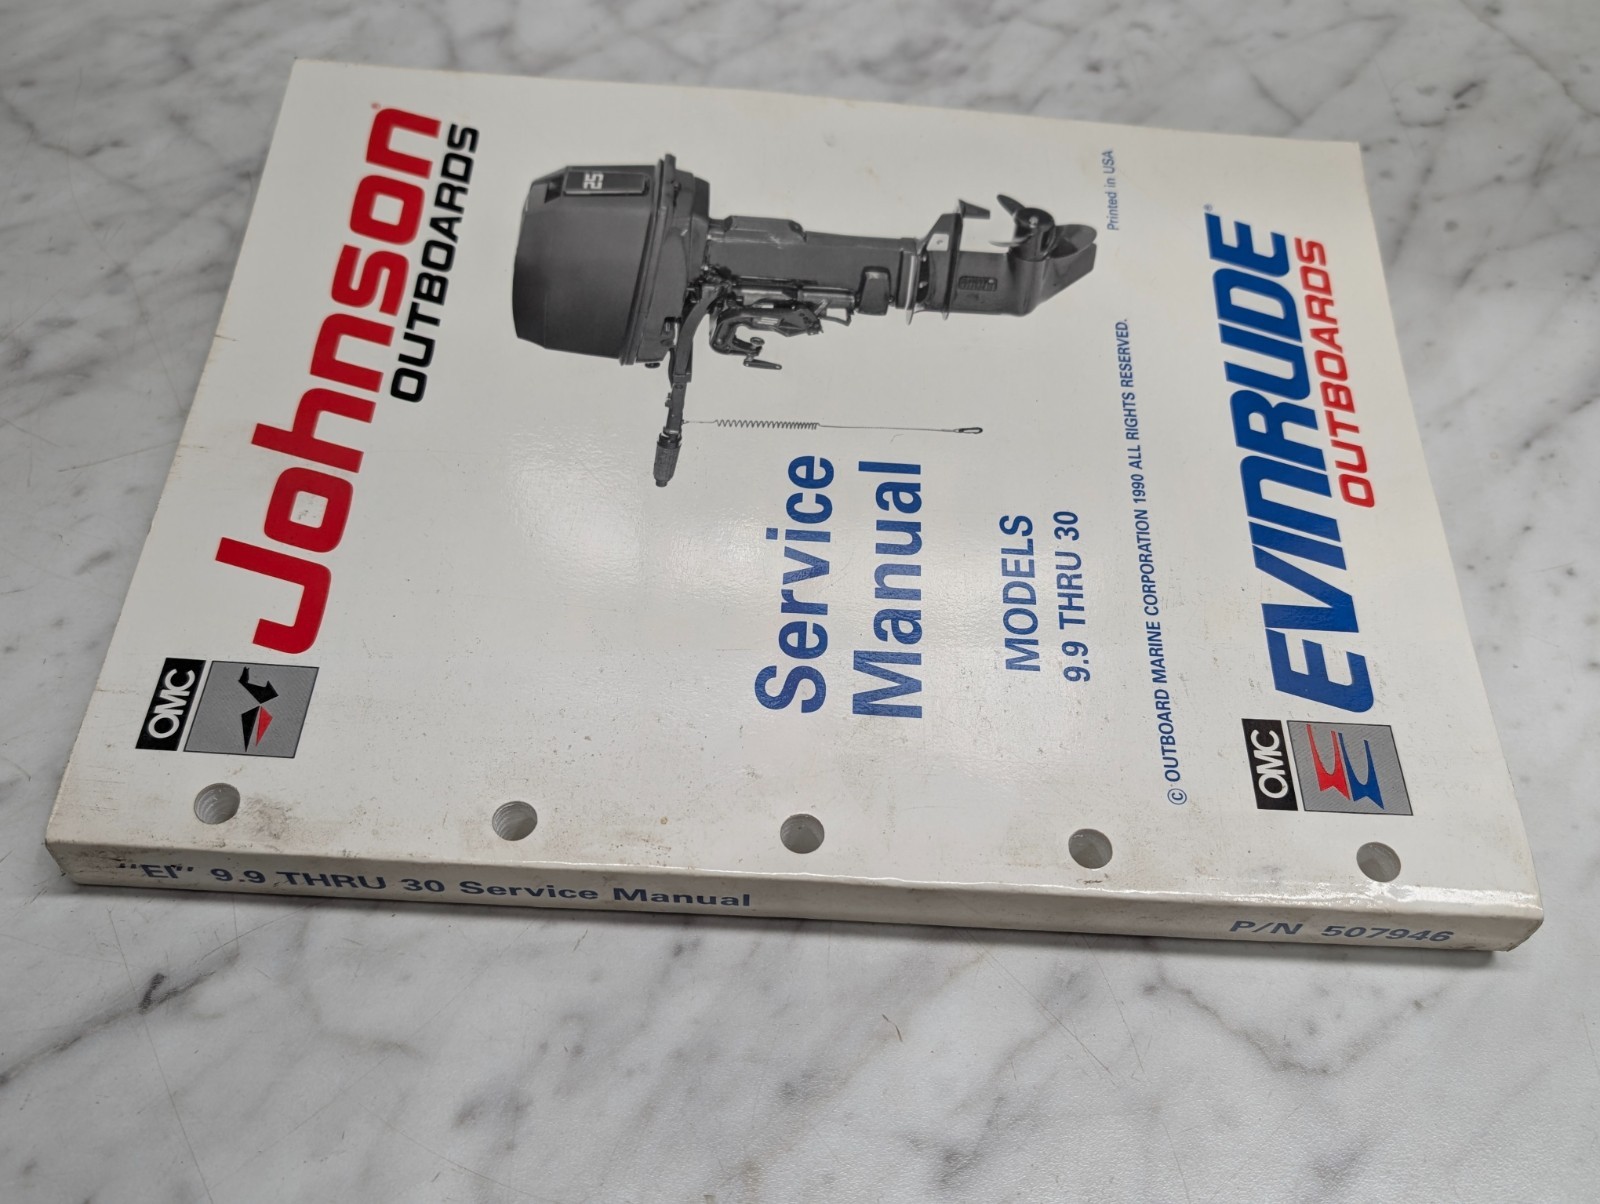 OMC
Johnson®
OUTBOARDS
25
Service
Manual
MODELS
9.9 THRU 30
© OUTBOARD MARINE CORPORATION 1990 ALL RIGHTS RESERVED.
Printed in USA
OMC
EVINRUDE®
OUTBOARDS
"EI" 9.9 THRU 30 Service Manual
P/N 507946